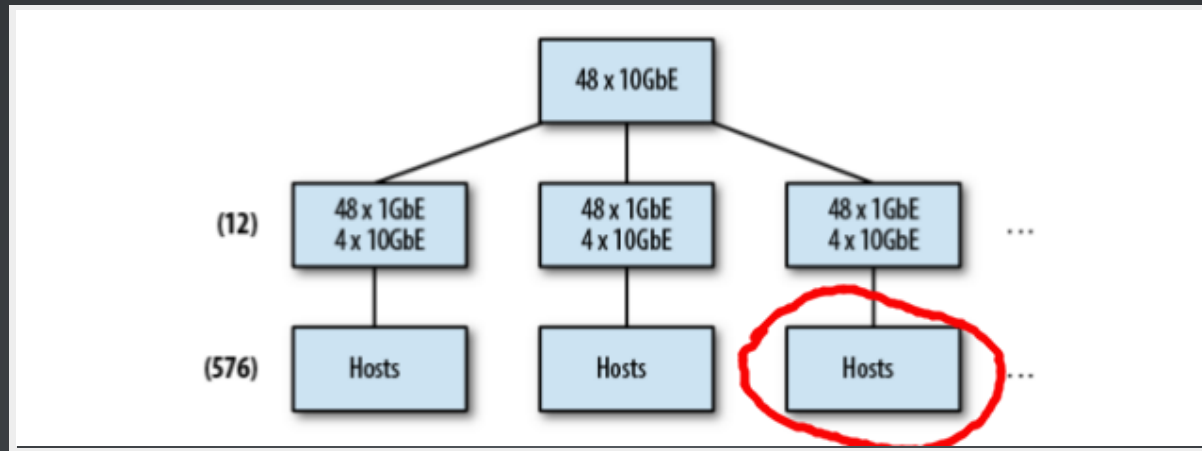 48 x 10GbE
(12)
48 x 1GbE
4 x 10GbE
48 x 1GbE
4 x 10GbE
48 x 1GbE
4 x 10GbE
...
(576)
Hosts
Hosts
Hosts
...